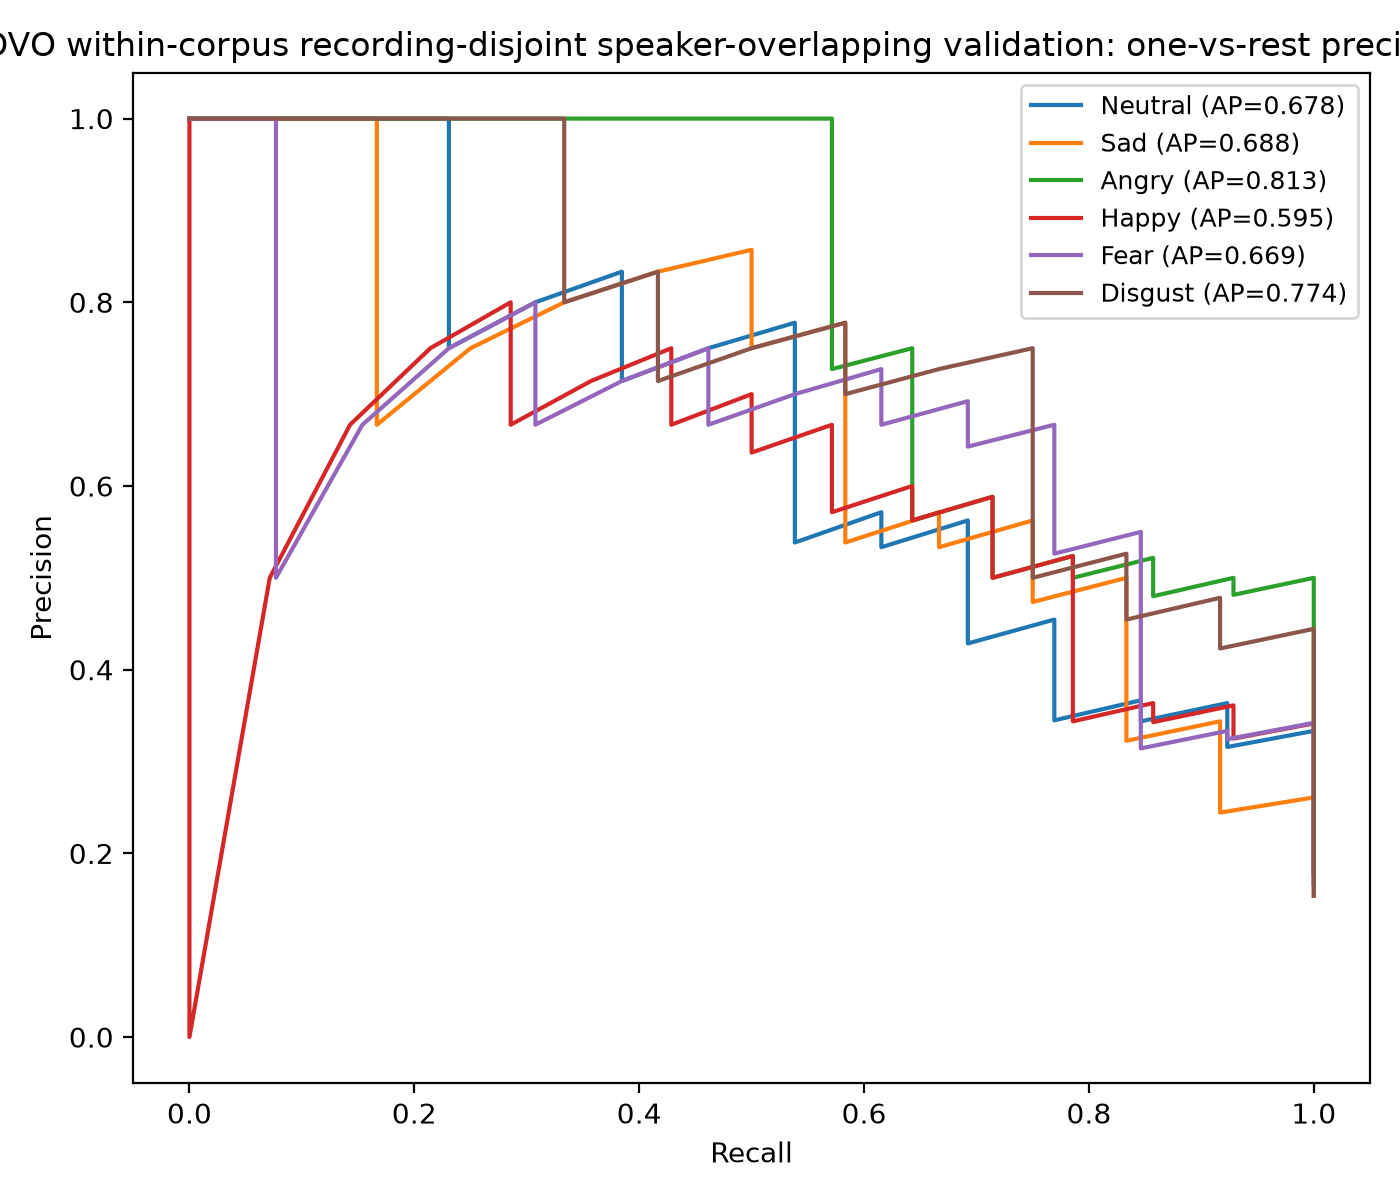 within-corpus recording-disjoint speaker-overlapping validation: one-vs-rest
Neutral (AP=0.678)
Sad (AP=0.688)
Angry (AP=0.813)
Happy (AP=0.595)
Fear (AP=0.669)
Disgust (AP=0.774)
Precision
1.0
0.8
0.6
0.4
0.2
0.0
0.0 0.2 0.4 0.6 0.8 1.0
Recall